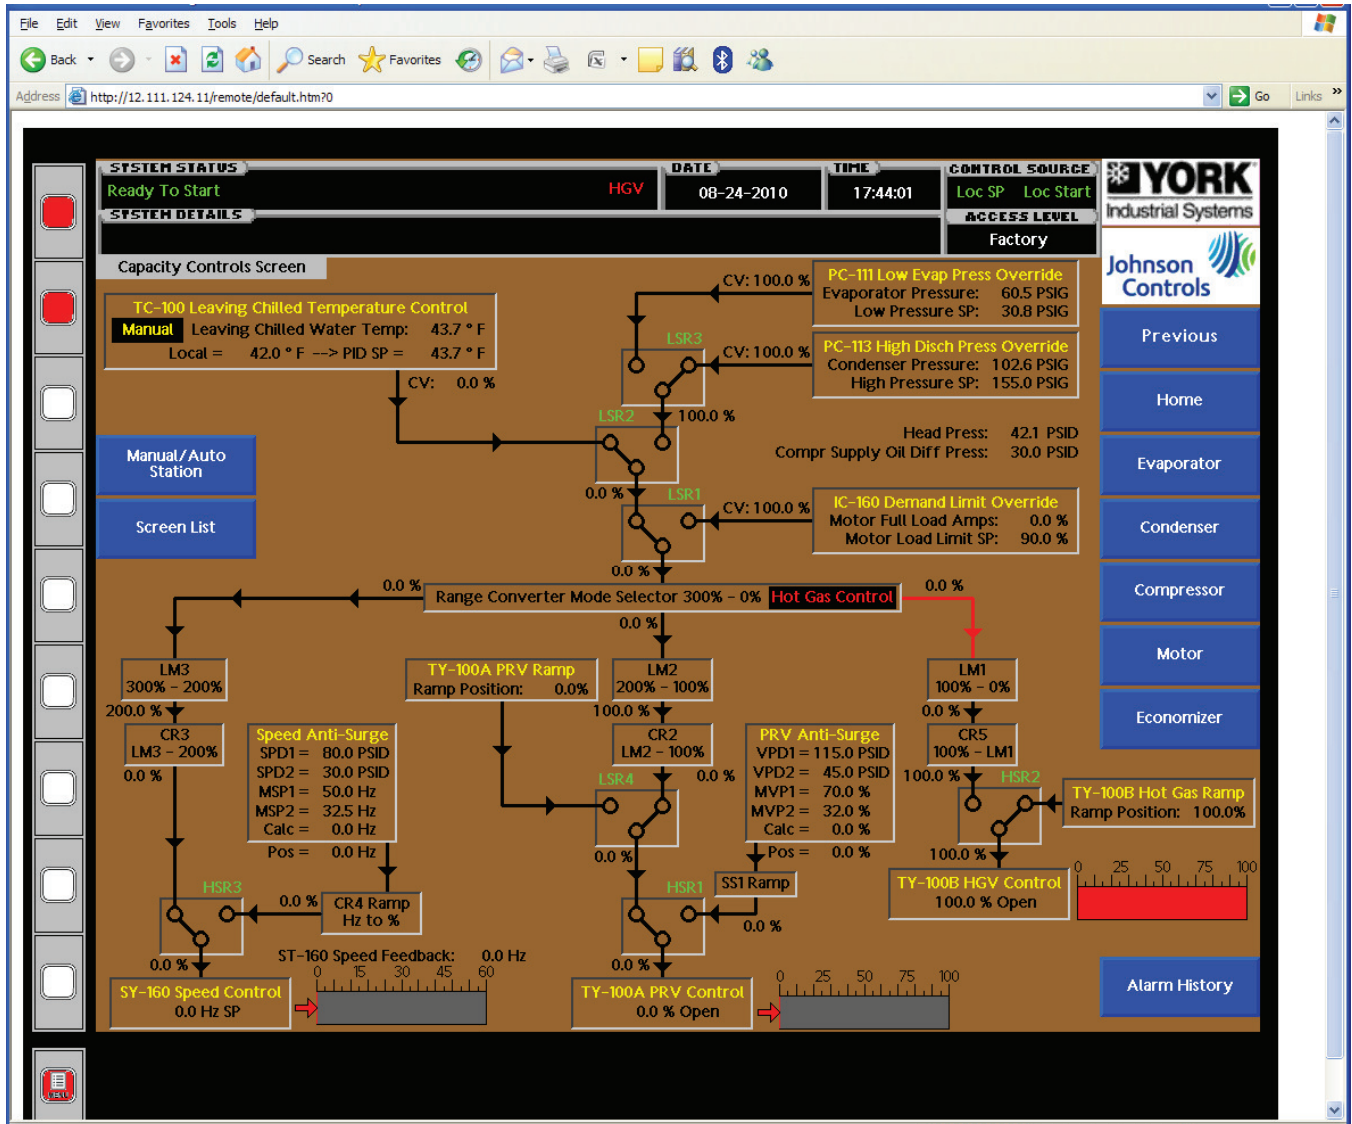 File Edit View Favorites Tools Help
Back Search Favorites
Address http://12.111.124.11/remote/default.htm?0 Go Links »
SYSTEM STATUS
Ready To Start HGV
DATE
08-24-2010
TIME
17:44:01
CONTROL SOURCE
Loc SP Loc Start
SYSTEM DETAILS
ACCESS LEVEL
Factory
YORK
Industrial Systems
Johnson
Controls
Capacity Controls Screen
TC-100 Leaving Chilled Temperature Control
Manual Leaving Chilled Water Temp: 43.7 ° F
Local = 42.0 ° F --> PID SP = 43.7 ° F
CV: 0.0 %
CV: 100.0 %
PC-111 Low Evap Press Override
Evaporator Pressure: 60.5 PSIG
Low Pressure SP: 30.8 PSIG
LSR3
CV: 100.0 %
PC-113 High Disch Press Override
Condenser Pressure: 102.6 PSIG
High Pressure SP: 155.0 PSIG
LSR2
100.0 %
Head Press: 42.1 PSID
Compr Supply Oil Diff Press: 30.0 PSID
0.0 %
LSR1
CV: 100.0 %
IC-160 Demand Limit Override
Motor Full Load Amps: 0.0 %
Motor Load Limit SP: 90.0 %
0.0 %
Manual/Auto
Station
Screen List
Previous
Home
Evaporator
Condenser
Compressor
Motor
Economizer
Alarm History
0.0 %
Range Converter Mode Selector 300% - 0% Hot Gas Control
0.0 %
0.0 %
LM3
300% - 200%
200.0 %
CR3
LM3 - 200%
0.0 %
TY-100A PRV Ramp
Ramp Position: 0.0%
LM2
200% - 100%
100.0 %
CR2
LM2 - 100%
0.0 %
LM1
100% - 0%
0.0 %
CR5
100% - LM1
100.0 %
Speed Anti-Surge
SPD1 = 80.0 PSID
SPD2 = 30.0 PSID
MSP1 = 50.0 Hz
MSP2 = 32.5 Hz
Calc = 0.0 Hz
Pos = 0.0 Hz
LSR4
0.0 %
PRV Anti-Surge
VPD1 = 115.0 PSID
VPD2 = 45.0 PSID
MVP1 = 70.0 %
MVP2 = 32.0 %
Calc = 0.0 %
Pos = 0.0 %
HSR2
TY-100B Hot Gas Ramp
Ramp Position: 100.0%
100.0 %
TY-100B HGV Control
100.0 % Open
0 25 50 75 100
HSR3
0.0 %
CR4 Ramp
Hz to %
HSR1
SS1 Ramp
0.0 %
0.0 %
SY-160 Speed Control
0.0 Hz SP
ST-160 Speed Feedback: 0.0 Hz
0 15 30 45 60
0.0 %
TY-100A PRV Control
0.0 % Open
0 25 50 75 100
MENU